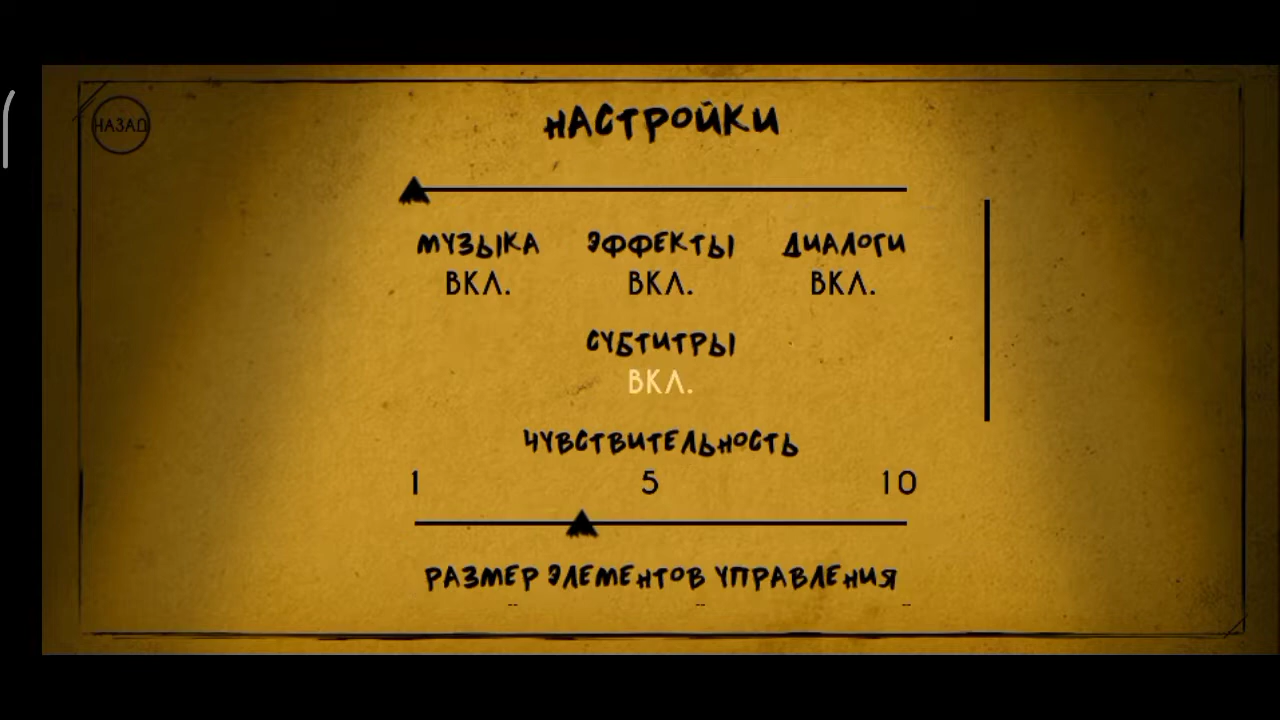 НАЗАД
НАСТРОЙКИ
МУЗЫКА ЭФФЕКТЫ ДИАЛОГИ
ВКЛ. ВКЛ. ВКЛ.
СУБТИТРЫ
ВКЛ.
ЧУВСТВИТЕЛЬНОСТЬ
1 5 10
РАЗМЕР ЭЛЕМЕНТОВ УПРАВЛЕНИЯ